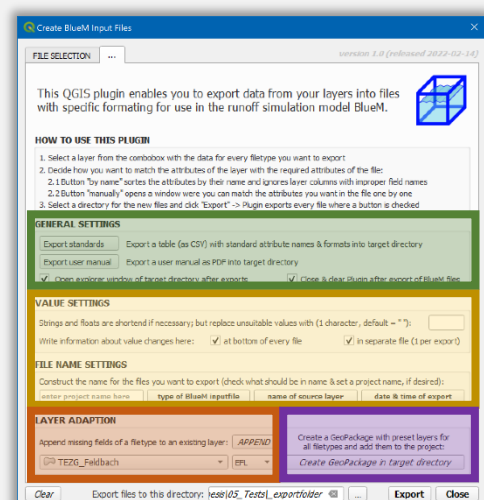 Create BlueM Input Files
FILE SELECTION
...
version 1.0 (released 2022-02-14)
This QGIS plugin enables you to export data from your layers into files
with specific formating for use in the runoff simulation model BlueM.
HOW TO USE THIS PLUGIN
1. Select a layer from the combobox with the data for every filetype you want to export
2. Decide how you want to match the attributes of the layer with the required attributes of the file:
2.1 Button "by name" sortes the attributes by their name and ignores layer columns with improper field names
2.2 Button "manually" opens a window were you can match the attributes you want in the file one by one
3. Select a directory for the new files and click "Export" -> Plugin exports every file where a button is checked
GENERAL SETTINGS
Export standards Export a table (as CSV) with standard attribute names & formats into target directory
Export user manual Export a user manual as PDF into target directory
Open explorer window of target directory after exports Close & clear Plugin after export of BlueM files
VALUE SETTINGS
Strings and floats are shortend if necessary; but replace unsuitable values with (1 character, default = " "):
Write information about value changes here: at bottom of every file in separate file (1 per export)
FILE NAME SETTINGS
Construct the name for the files you want to export (check what should be in name & set a project name, if desired):
enter project name here type of BlueM inputfile name of source layer date & time of export
LAYER ADAPTION
Append missing fields of a filetype to an existing layer: APPEND
TEZG_Feldbach EFL
Create a GeoPackage with preset layers for
all filetypes and add them to the project:
Create GeoPackage in target directory
Clear Export files to this directory: ess\05_Tests\_exportfolder ... Export Close